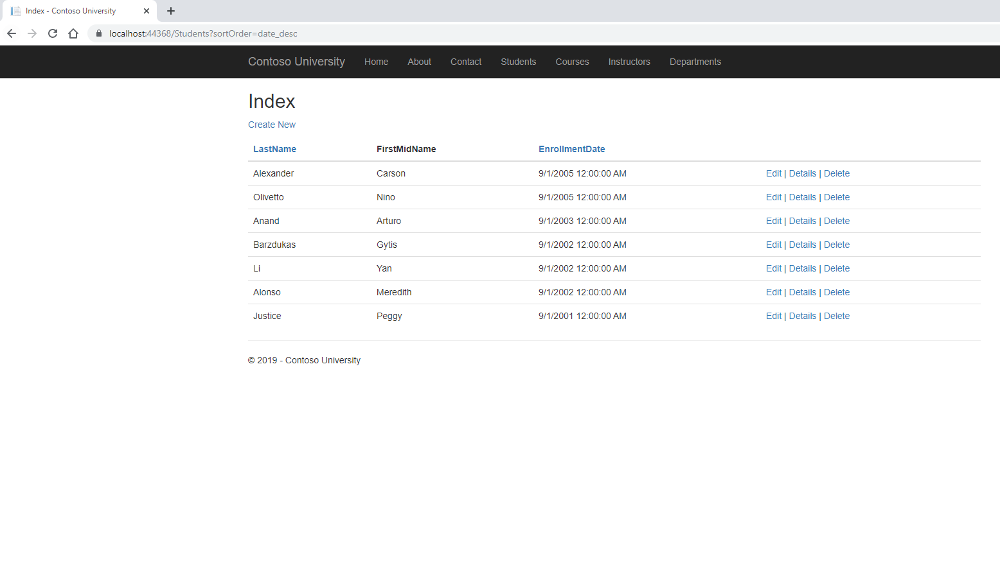 Index - Contoso University
localhost:44368/Students?sortOrder=date_desc
Contoso University Home About Contact Students Courses Instructors Departments
Index
Create New
LastName FirstMidName EnrollmentDate
Alexander Carson 9/1/2005 12:00:00 AM Edit | Details | Delete
Olivetto Nino 9/1/2005 12:00:00 AM Edit | Details | Delete
Anand Arturo 9/1/2003 12:00:00 AM Edit | Details | Delete
Barzdukas Gytis 9/1/2002 12:00:00 AM Edit | Details | Delete
Li Yan 9/1/2002 12:00:00 AM Edit | Details | Delete
Alonso Meredith 9/1/2002 12:00:00 AM Edit | Details | Delete
Justice Peggy 9/1/2001 12:00:00 AM Edit | Details | Delete
© 2019 - Contoso University